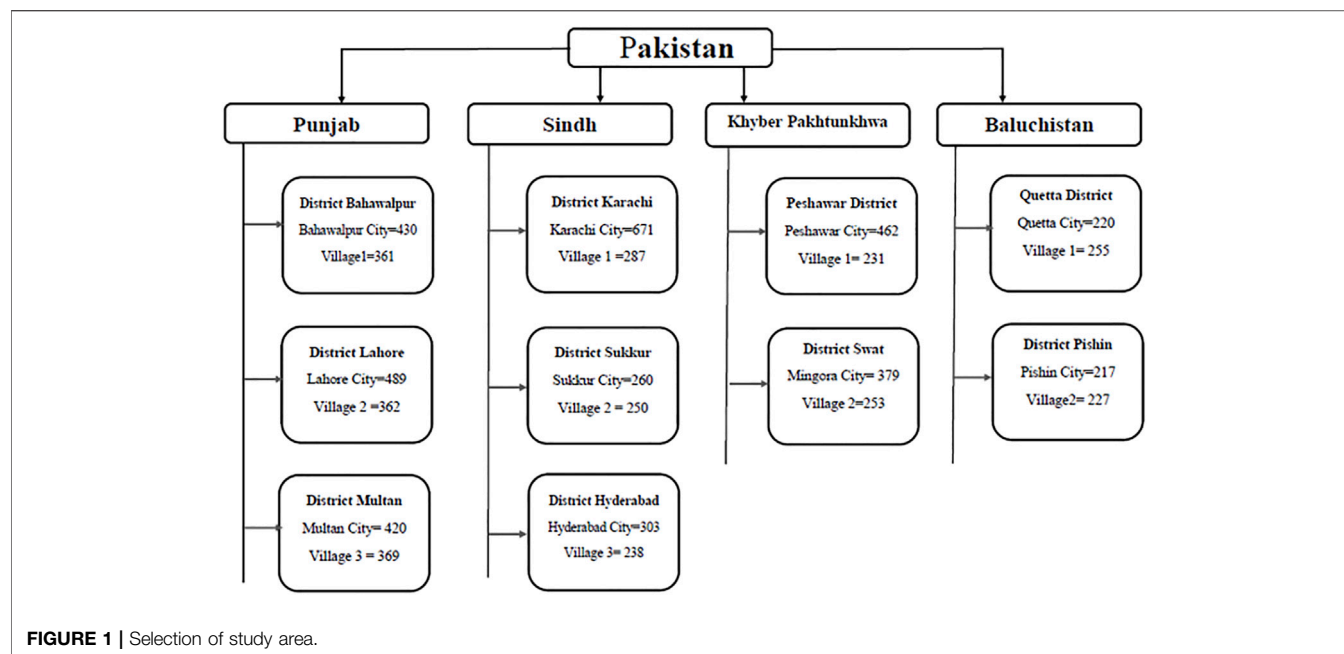 Pakistan
Punjab
District Bahawalpur
Bahawalpur City=430
Village1=361
District Lahore
Lahore City=489
Village 2 =362
District Multan
Multan City= 420
Village 3 = 369
Sindh
District Karachi
Karachi City=671
Village 1 =287
District Sukkur
Sukkur City=260
Village 2 = 250
District Hyderabad
Hyderabad City=303
Village 3= 238
Khyber Pakhtunkhwa
Peshawar District
Peshawar City=462
Village 1= 231
District Swat
Mingora City= 379
Village 2=253
Baluchistan
Quetta District
Quetta City=220
Village 1= 255
District Pishin
Pishin City=217
Village2= 227
FIGURE 1 | Selection of study area.